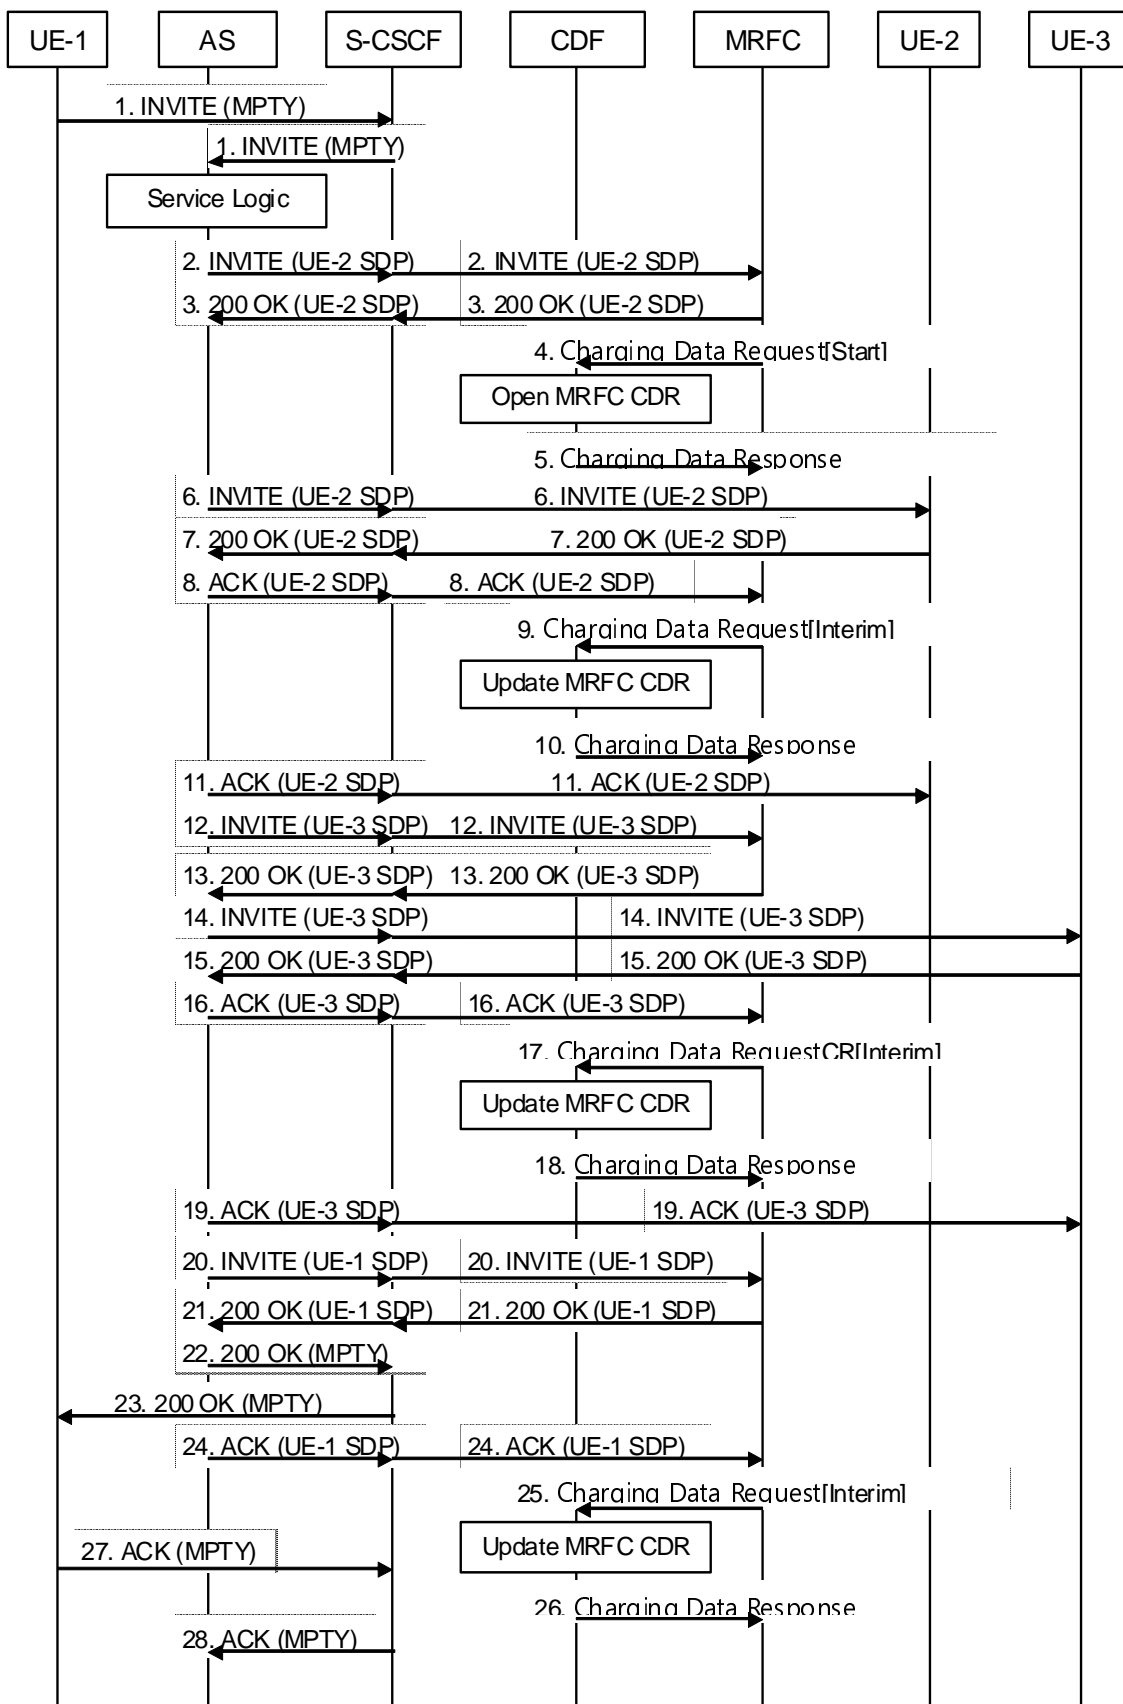 UE-1 AS S-CSCF CDF MRFC UE-2 UE-3
1. INVITE (MPTY)
1. INVITE (MPTY)
Service Logic
2. INVITE (UE-2 SDP) 2. INVITE (UE-2 SDP)
3. 200 OK (UE-2 SDP) 3. 200 OK (UE-2 SDP)
4. Charging Data Request[Start]
Open MRFC CDR
5. Charging Data Response
6. INVITE (UE-2 SDP) 6. INVITE (UE-2 SDP)
7. 200 OK (UE-2 SDP) 7. 200 OK (UE-2 SDP)
8. ACK (UE-2 SDP) 8. ACK (UE-2 SDP)
9. Charging Data Request[Interim]
Update MRFC CDR
10. Charging Data Response
11. ACK (UE-2 SDP) 11. ACK (UE-2 SDP)
12. INVITE (UE-3 SDP) 12. INVITE (UE-3 SDP)
13. 200 OK (UE-3 SDP) 13. 200 OK (UE-3 SDP)
14. INVITE (UE-3 SDP) 14. INVITE (UE-3 SDP)
15. 200 OK (UE-3 SDP) 15. 200 OK (UE-3 SDP)
16. ACK (UE-3 SDP) 16. ACK (UE-3 SDP)
17. Charging Data RequestCR[Interim]
Update MRFC CDR
18. Charging Data Response
19. ACK (UE-3 SDP) 19. ACK (UE-3 SDP)
20. INVITE (UE-1 SDP) 20. INVITE (UE-1 SDP)
21. 200 OK (UE-1 SDP) 21. 200 OK (UE-1 SDP)
22. 200 OK (MPTY)
23. 200 OK (MPTY)
24. ACK (UE-1 SDP) 24. ACK (UE-1 SDP)
25. Charging Data Request[Interim]
27. ACK (MPTY) Update MRFC CDR
26. Charging Data Response
28. ACK (MPTY)